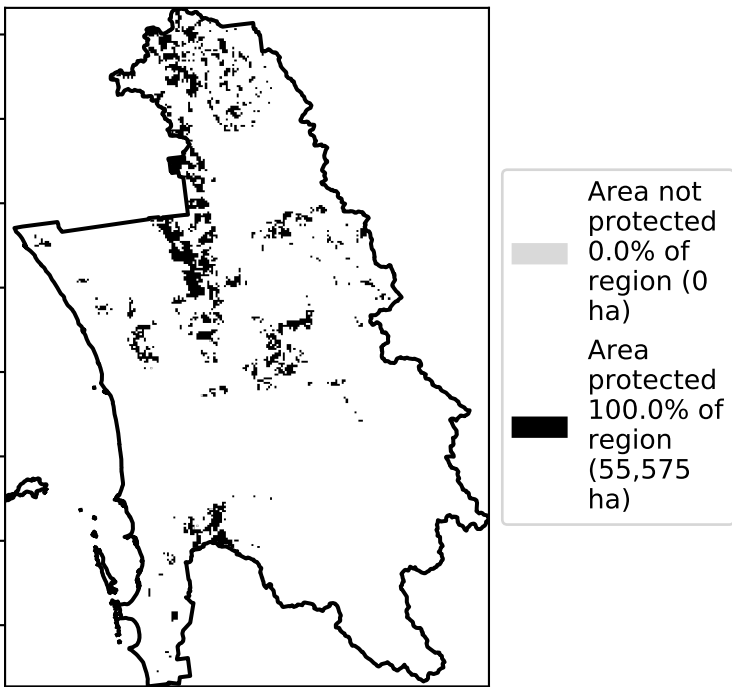 Area not
protected
0.0% of
region (0
ha)
Area
protected
100.0% of
region
(55,575
ha)